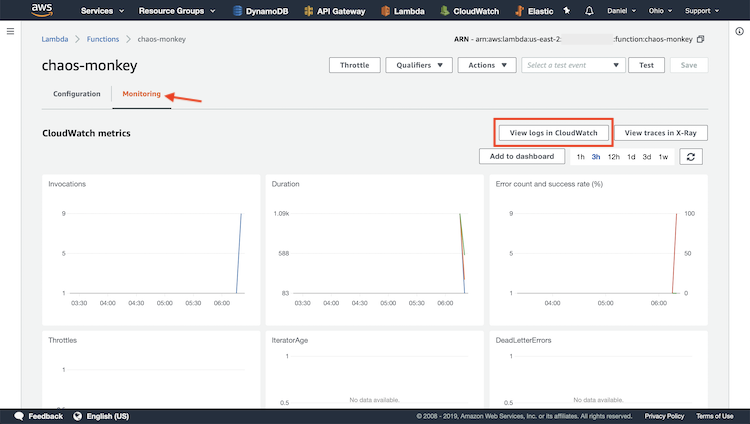 aws Services Resource Groups DynamoDB API Gateway Lambda CloudWatch Elastic Daniel Ohio Support
Lambda > Functions > chaos-monkey ARN - arn:aws:lambda:us-east-2: :function:chaos-monkey
chaos-monkey Throttle Qualifiers Actions Select a test event Test Save
Configuration Monitoring
CloudWatch metrics View logs in CloudWatch View traces in X-Ray
Add to dashboard 1h 3h 12h 1d 3d 1w
Invocations
9
5
1
03:30 04:00 04:30 05:00 05:30 06:00
Duration
1.09k
588
83
03:30 04:00 04:30 05:00 05:30 06:00
Error count and success rate (%)
9 100
5 50
1 0
04:00 05:00 06:00
Throttles
1
0.5
IteratorAge
1
0.5
No data available.
DeadLetterErrors
1
0.5
No data available.
Feedback English (US) © 2008 - 2019, Amazon Web Services, Inc. or its affiliates. All rights reserved. Privacy Policy Terms of Use